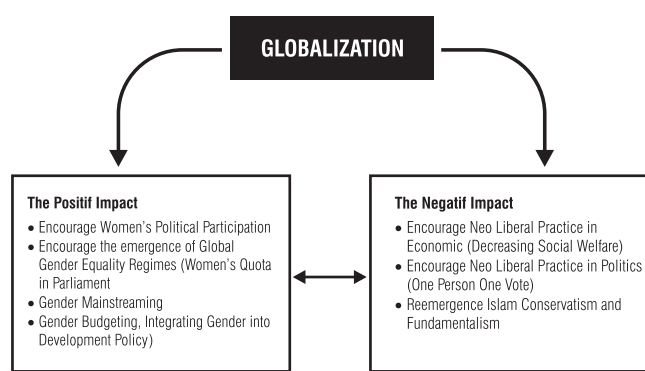 GLOBALIZATION
The Positif Impact
• Encourage Women's Political Participation
• Encourage the emergence of Global
Gender Equality Regimes (Women's Quota
in Parliament
• Gender Mainstreaming
• Gender Budgeting, Integrating Gender into
Development Policy)
The Negatif Impact
• Encourage Neo Liberal Practice in
Economic (Decreasing Social Welfare)
• Encourage Neo Liberal Practice in Politics
(One Person One Vote)
• Reemergence Islam Conservatism and
Fundamentalism